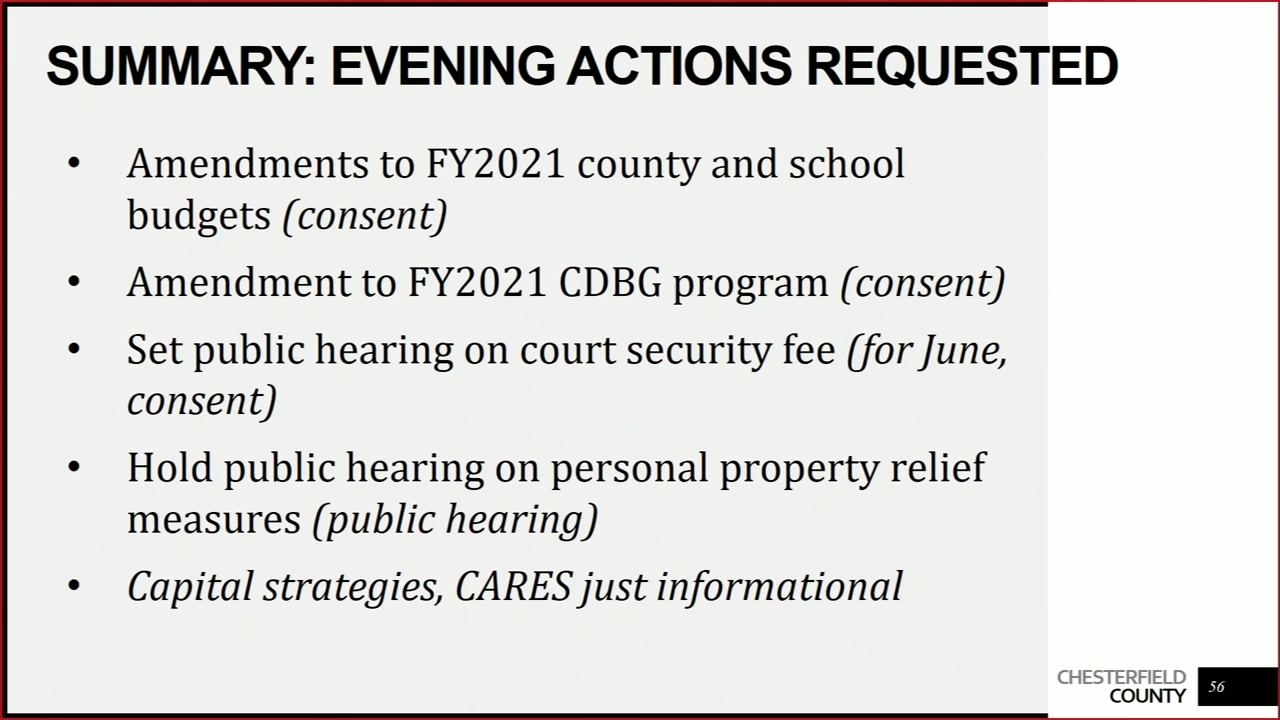 SUMMARY: EVENING ACTIONS REQUESTED
• Amendments to FY2021 county and school
budgets (consent)
• Amendment to FY2021 CDBG program (consent)
• Set public hearing on court security fee (for June,
consent)
• Hold public hearing on personal property relief
measures (public hearing)
• Capital strategies, CARES just informational
CHESTERFIELD
COUNTY
56